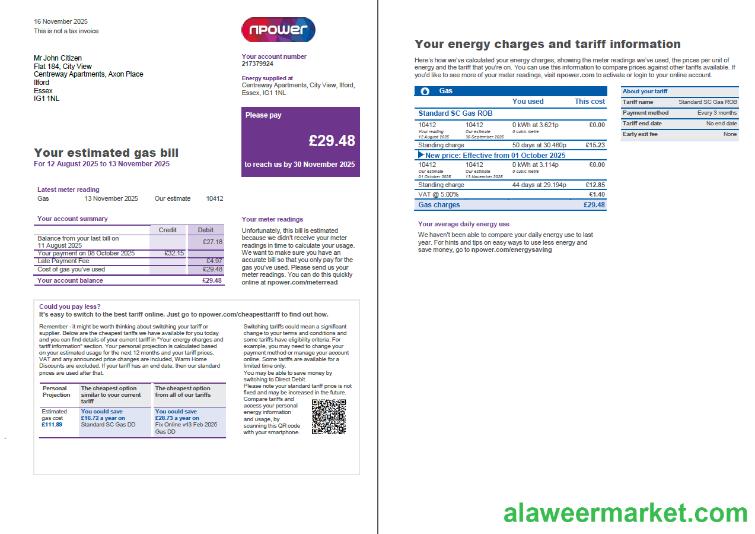 16 November 2025
This is not a tax invoice
npower
Mr John Citizen
Flat 184, City View
Centreway Apartments, Axon Place
Ilford
Essex
IG1 1NL
Your account number
217379924
Energy supplied at
Centreway Apartments, City View, Ilford,
Essex, IG1 1NL
Please pay
£29.48
to reach us by 30 November 2025
Your estimated gas bill
For 12 August 2025 to 13 November 2025
Latest meter reading
Gas 13 November 2025 Our estimate 10412
Your account summary
Credit Debit
Balance from your last bill on
11 August 2025 £27.18
Your payment on 08 October 2025 £32.15
Late Payment Fee £4.97
Cost of gas you've used £29.48
Your account balance £29.48
Your meter readings
Unfortunately, this bill is estimated
because we didn't receive your meter
readings in time to calculate your usage.
We want to make sure you have an
accurate bill so that you only pay for the
gas you've used. Please send us your
meter readings. You can do this quickly
online at npower.com/meterread
Could you pay less?
It's easy to switch to the best tariff online. Just go to npower.com/cheapesttariff to find out how.
Remember - it might be worth thinking about switching your tariff or
supplier. Below are the cheapest tariffs we have available for you today
and you can find details of your current tariff in "Your energy charges and
tariff information" section. Your personal projection is calculated based
on your estimated usage for the next 12 months and your tariff prices.
VAT and any announced price changes are included, Warm Home
Discounts are excluded. If your tariff has an end date, then our standard
prices are used after that.
Personal
Projection
The cheapest option
similar to your current
tariff
The cheapest option
from all of our tariffs
Estimated
gas cost
£111.89
You could save
£16.72 a year on
Standard SC Gas DD
You could save
£28.73 a year on
Fix Online v43 Feb 2026
Gas DD
Switching tariffs could mean a significant
change to your terms and conditions and
some tariffs have eligibility criteria. For
example, you may need to change your
payment method or manage your account
online. Some tariffs are available for a
limited time only.
You may be able to save money by
switching to Direct Debit.
Please note your standard tariff price is not
fixed and may be increased in the future.
Compare tariffs and
access your personal
energy information
and usage, by
scanning this QR code
with your smartphone.
Your energy charges and tariff information
Here's how we've calculated your energy charges, showing the meter readings we've used, the prices per unit of
energy and the tariff that you're on. You can use this information to compare prices against other tariffs available. If
you'd like to see more of your meter readings, visit npower.com to activate or login to your online account.
Gas
You used This cost
Standard SC Gas ROB
10412 10412 0 kWh at 3.621p £0.00
Your reading Our estimate 0 cubic metre
12 August 2025 30 September 2025
Standing charge 50 days at 30.460p £15.23
New price: Effective from 01 October 2025
10412 10412 0 kWh at 3.114p £0.00
Our estimate Our estimate 0 cubic metre
01 October 2025 13 November 2025
Standing charge 44 days at 29.194p £12.85
VAT @ 5.00% £1.40
Gas charges £29.48
About your tariff
Tariff name Standard SC Gas ROB
Payment method Every 3 months
Tariff end date No end date
Early exit fee None
Your average daily energy use
We haven't been able to compare your daily energy use to last
year. For hints and tips on easy ways to use less energy and
save money, go to npower.com/energysaving
alaweermarket.com